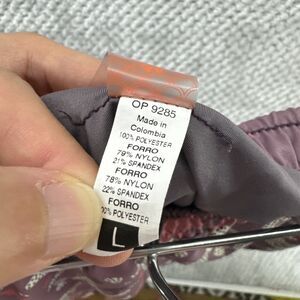 OP 9285
Made in
Colombia
100% POLYESTER
FORRO
79% NYLON
21% SPANDEX
FORRO
78% NYLON
22% SPANDEX
FORRO
100% POLYESTER
L